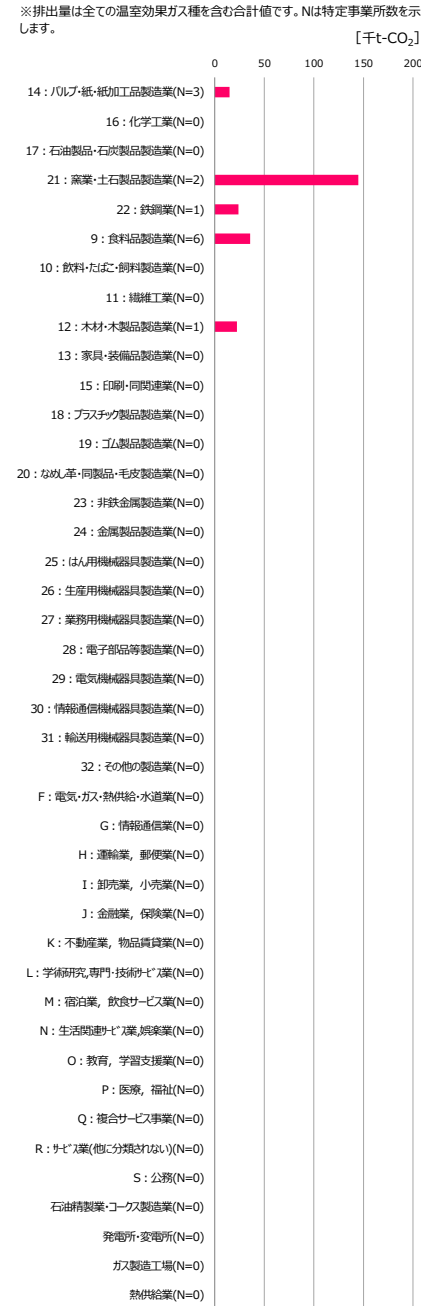 ※排出量は全ての温室効果ガス種を含む合計値です。Nは特定事業所数を示
します。
[千t-CO₂]
0 50 100 150 200
14：パルプ・紙・紙加工品製造業(N=3)
16：化学工業(N=0)
17：石油製品・石炭製品製造業(N=0)
21：窯業・土石製品製造業(N=2)
22：鉄鋼業(N=1)
9：食料品製造業(N=6)
10：飲料・たばこ・飼料製造業(N=0)
11：繊維工業(N=0)
12：木材・木製品製造業(N=1)
13：家具・装備品製造業(N=0)
15：印刷・同関連業(N=0)
18：プラスチック製品製造業(N=0)
19：ゴム製品製造業(N=0)
20：なめし革・同製品・毛皮製造業(N=0)
23：非鉄金属製造業(N=0)
24：金属製品製造業(N=0)
25：はん用機械器具製造業(N=0)
26：生産用機械器具製造業(N=0)
27：業務用機械器具製造業(N=0)
28：電子部品等製造業(N=0)
29：電気機械器具製造業(N=0)
30：情報通信機械器具製造業(N=0)
31：輸送用機械器具製造業(N=0)
32：その他の製造業(N=0)
F：電気・ガス・熱供給・水道業(N=0)
G：情報通信業(N=0)
H：運輸業，郵便業(N=0)
I：卸売業，小売業(N=0)
J：金融業，保険業(N=0)
K：不動産業，物品賃貸業(N=0)
L：学術研究,専門・技術ｻｰﾋﾞｽ業(N=0)
M：宿泊業，飲食サービス業(N=0)
N：生活関連ｻｰﾋﾞｽ業,娯楽業(N=0)
O：教育，学習支援業(N=0)
P：医療，福祉(N=0)
Q：複合サービス事業(N=0)
R：ｻｰﾋﾞｽ業(他に分類されない)(N=0)
S：公務(N=0)
石油精製業・コークス製造業(N=0)
発電所・変電所(N=0)
ガス製造工場(N=0)
熱供給業(N=0)